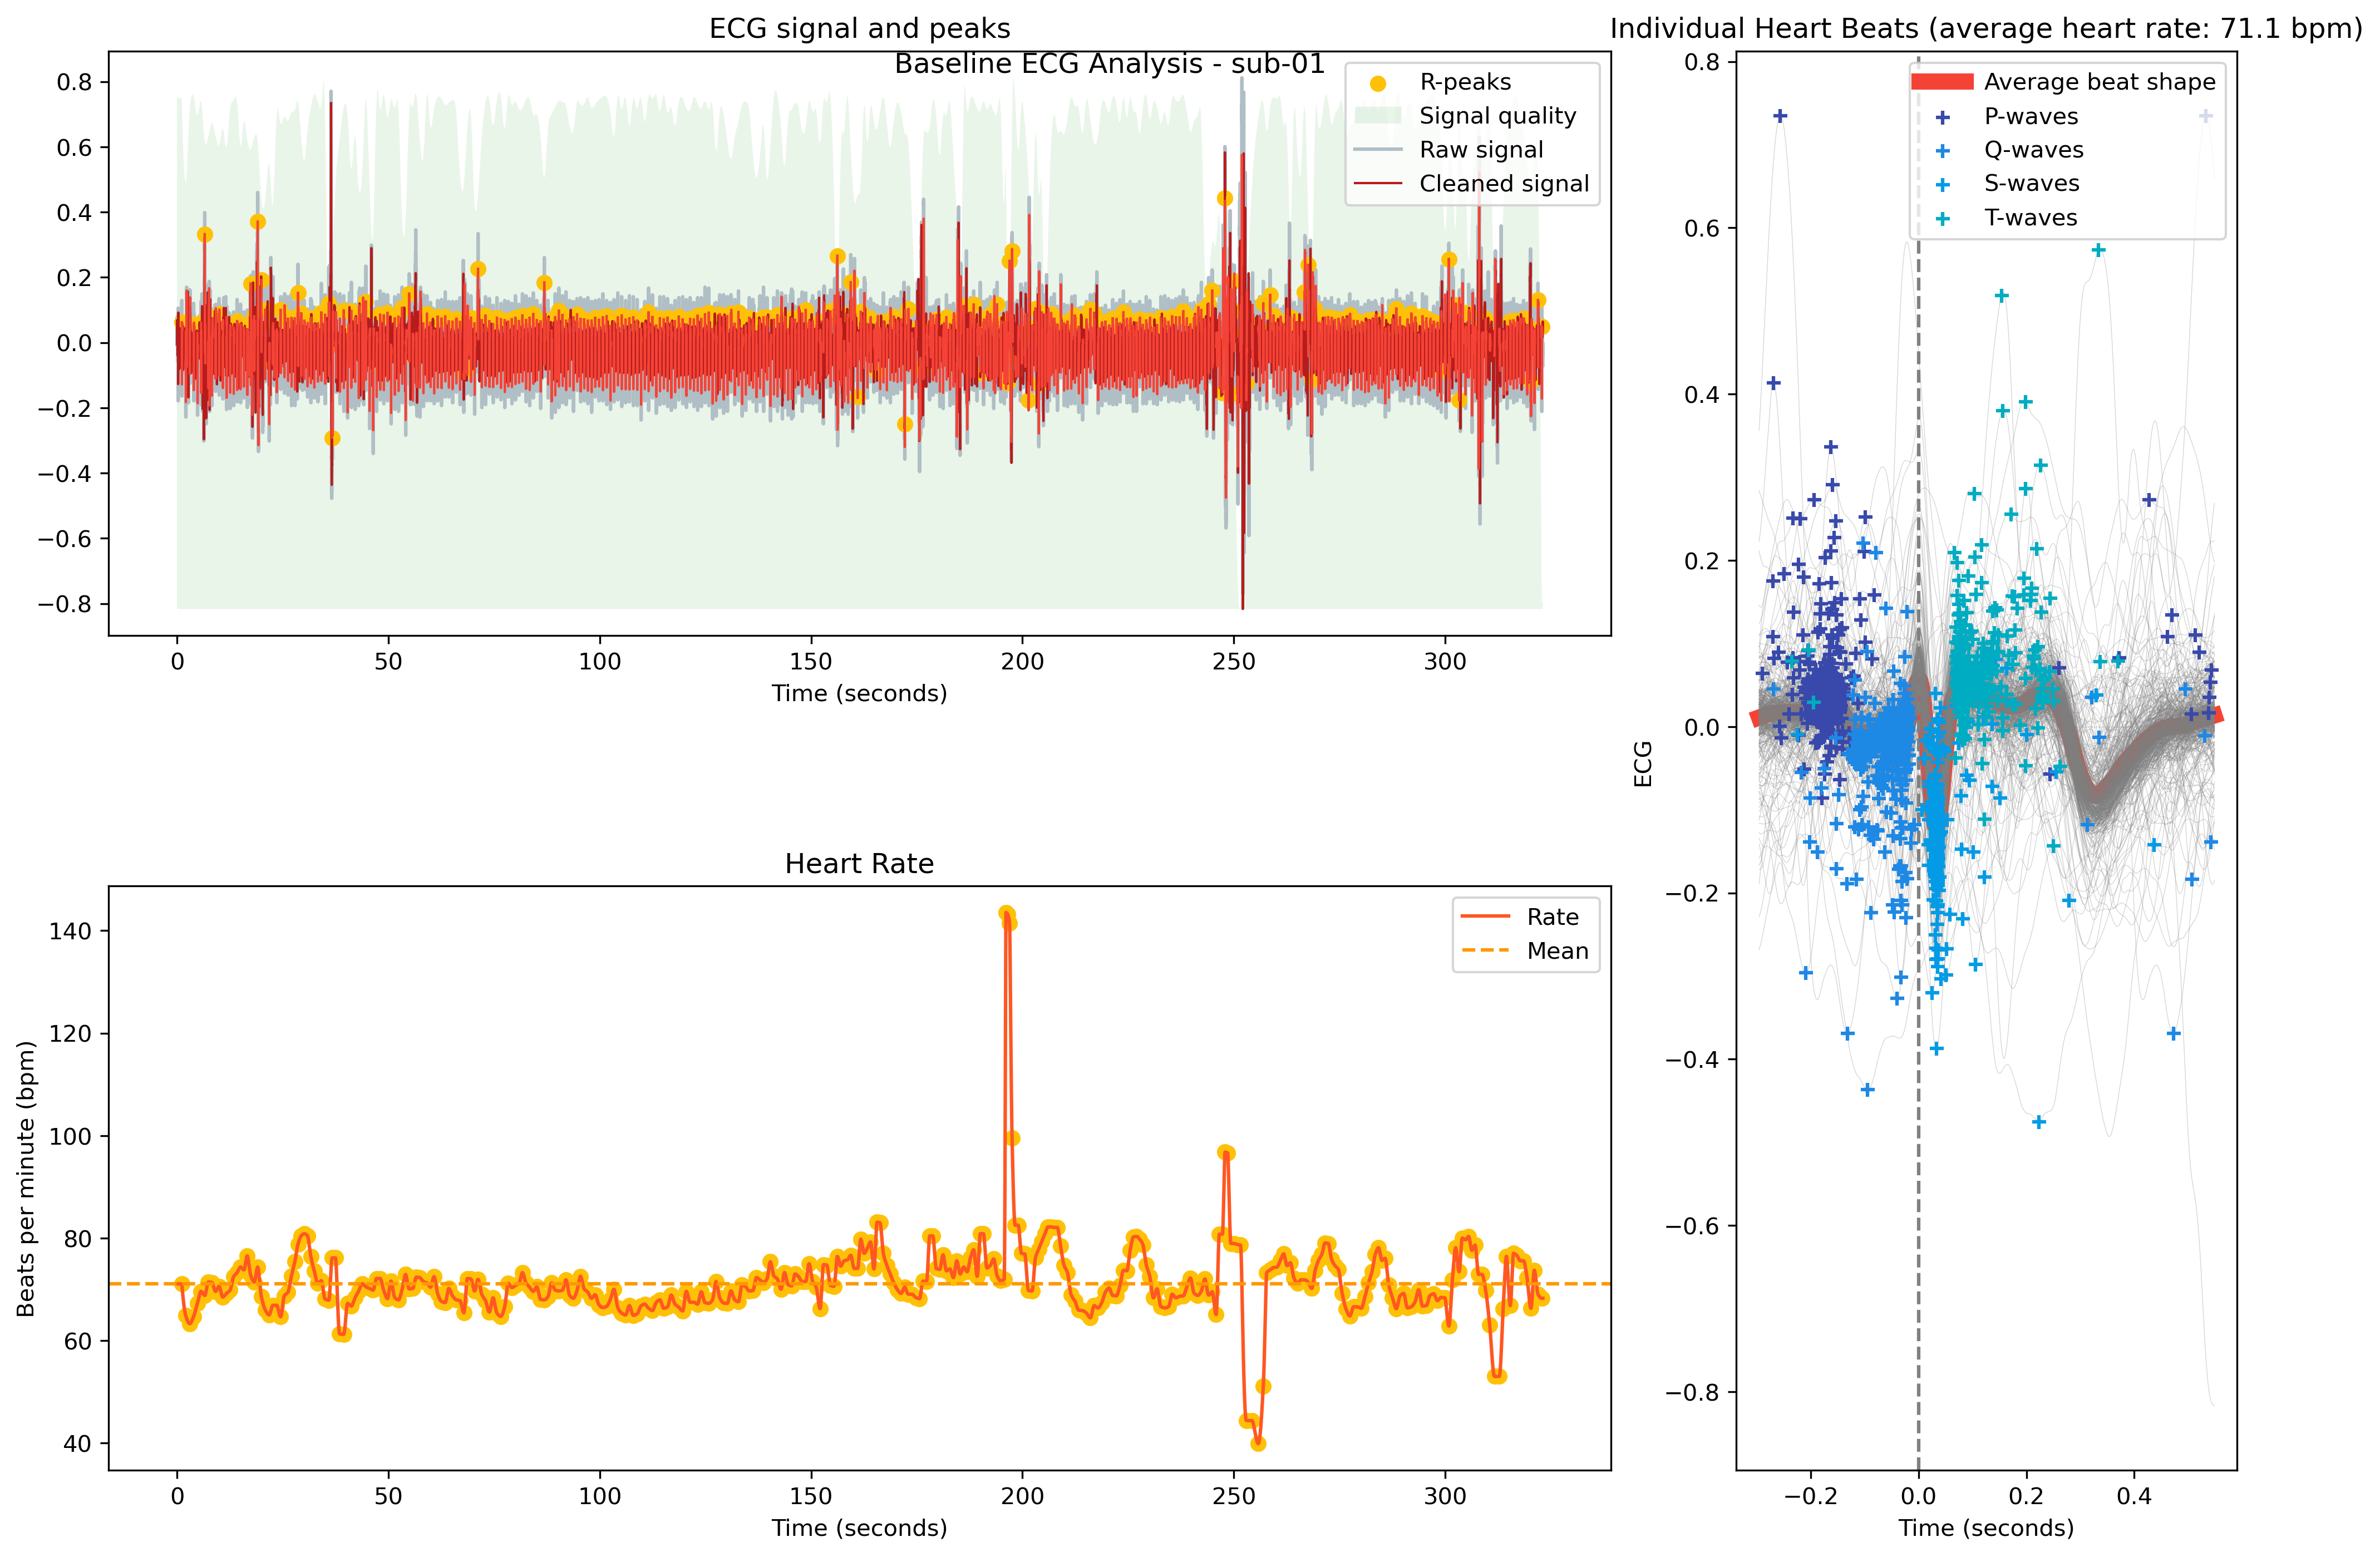 ECG signal and peaks
Baseline ECG Analysis - sub-01
R-peaks
Signal quality
Raw signal
Cleaned signal
0.8
0.6
0.4
0.2
0.0
−0.2
−0.4
−0.6
−0.8
0 50 100 150 200 250 300
Time (seconds)
Heart Rate
Rate
Mean
Beats per minute (bpm)
140
120
100
80
60
40
0 50 100 150 200 250 300
Time (seconds)
Individual Heart Beats (average heart rate: 71.1 bpm)
Average beat shape
P-waves
Q-waves
S-waves
T-waves
ECG
0.8
0.6
0.4
0.2
0.0
−0.2
−0.4
−0.6
−0.8
−0.2 0.0 0.2 0.4
Time (seconds)